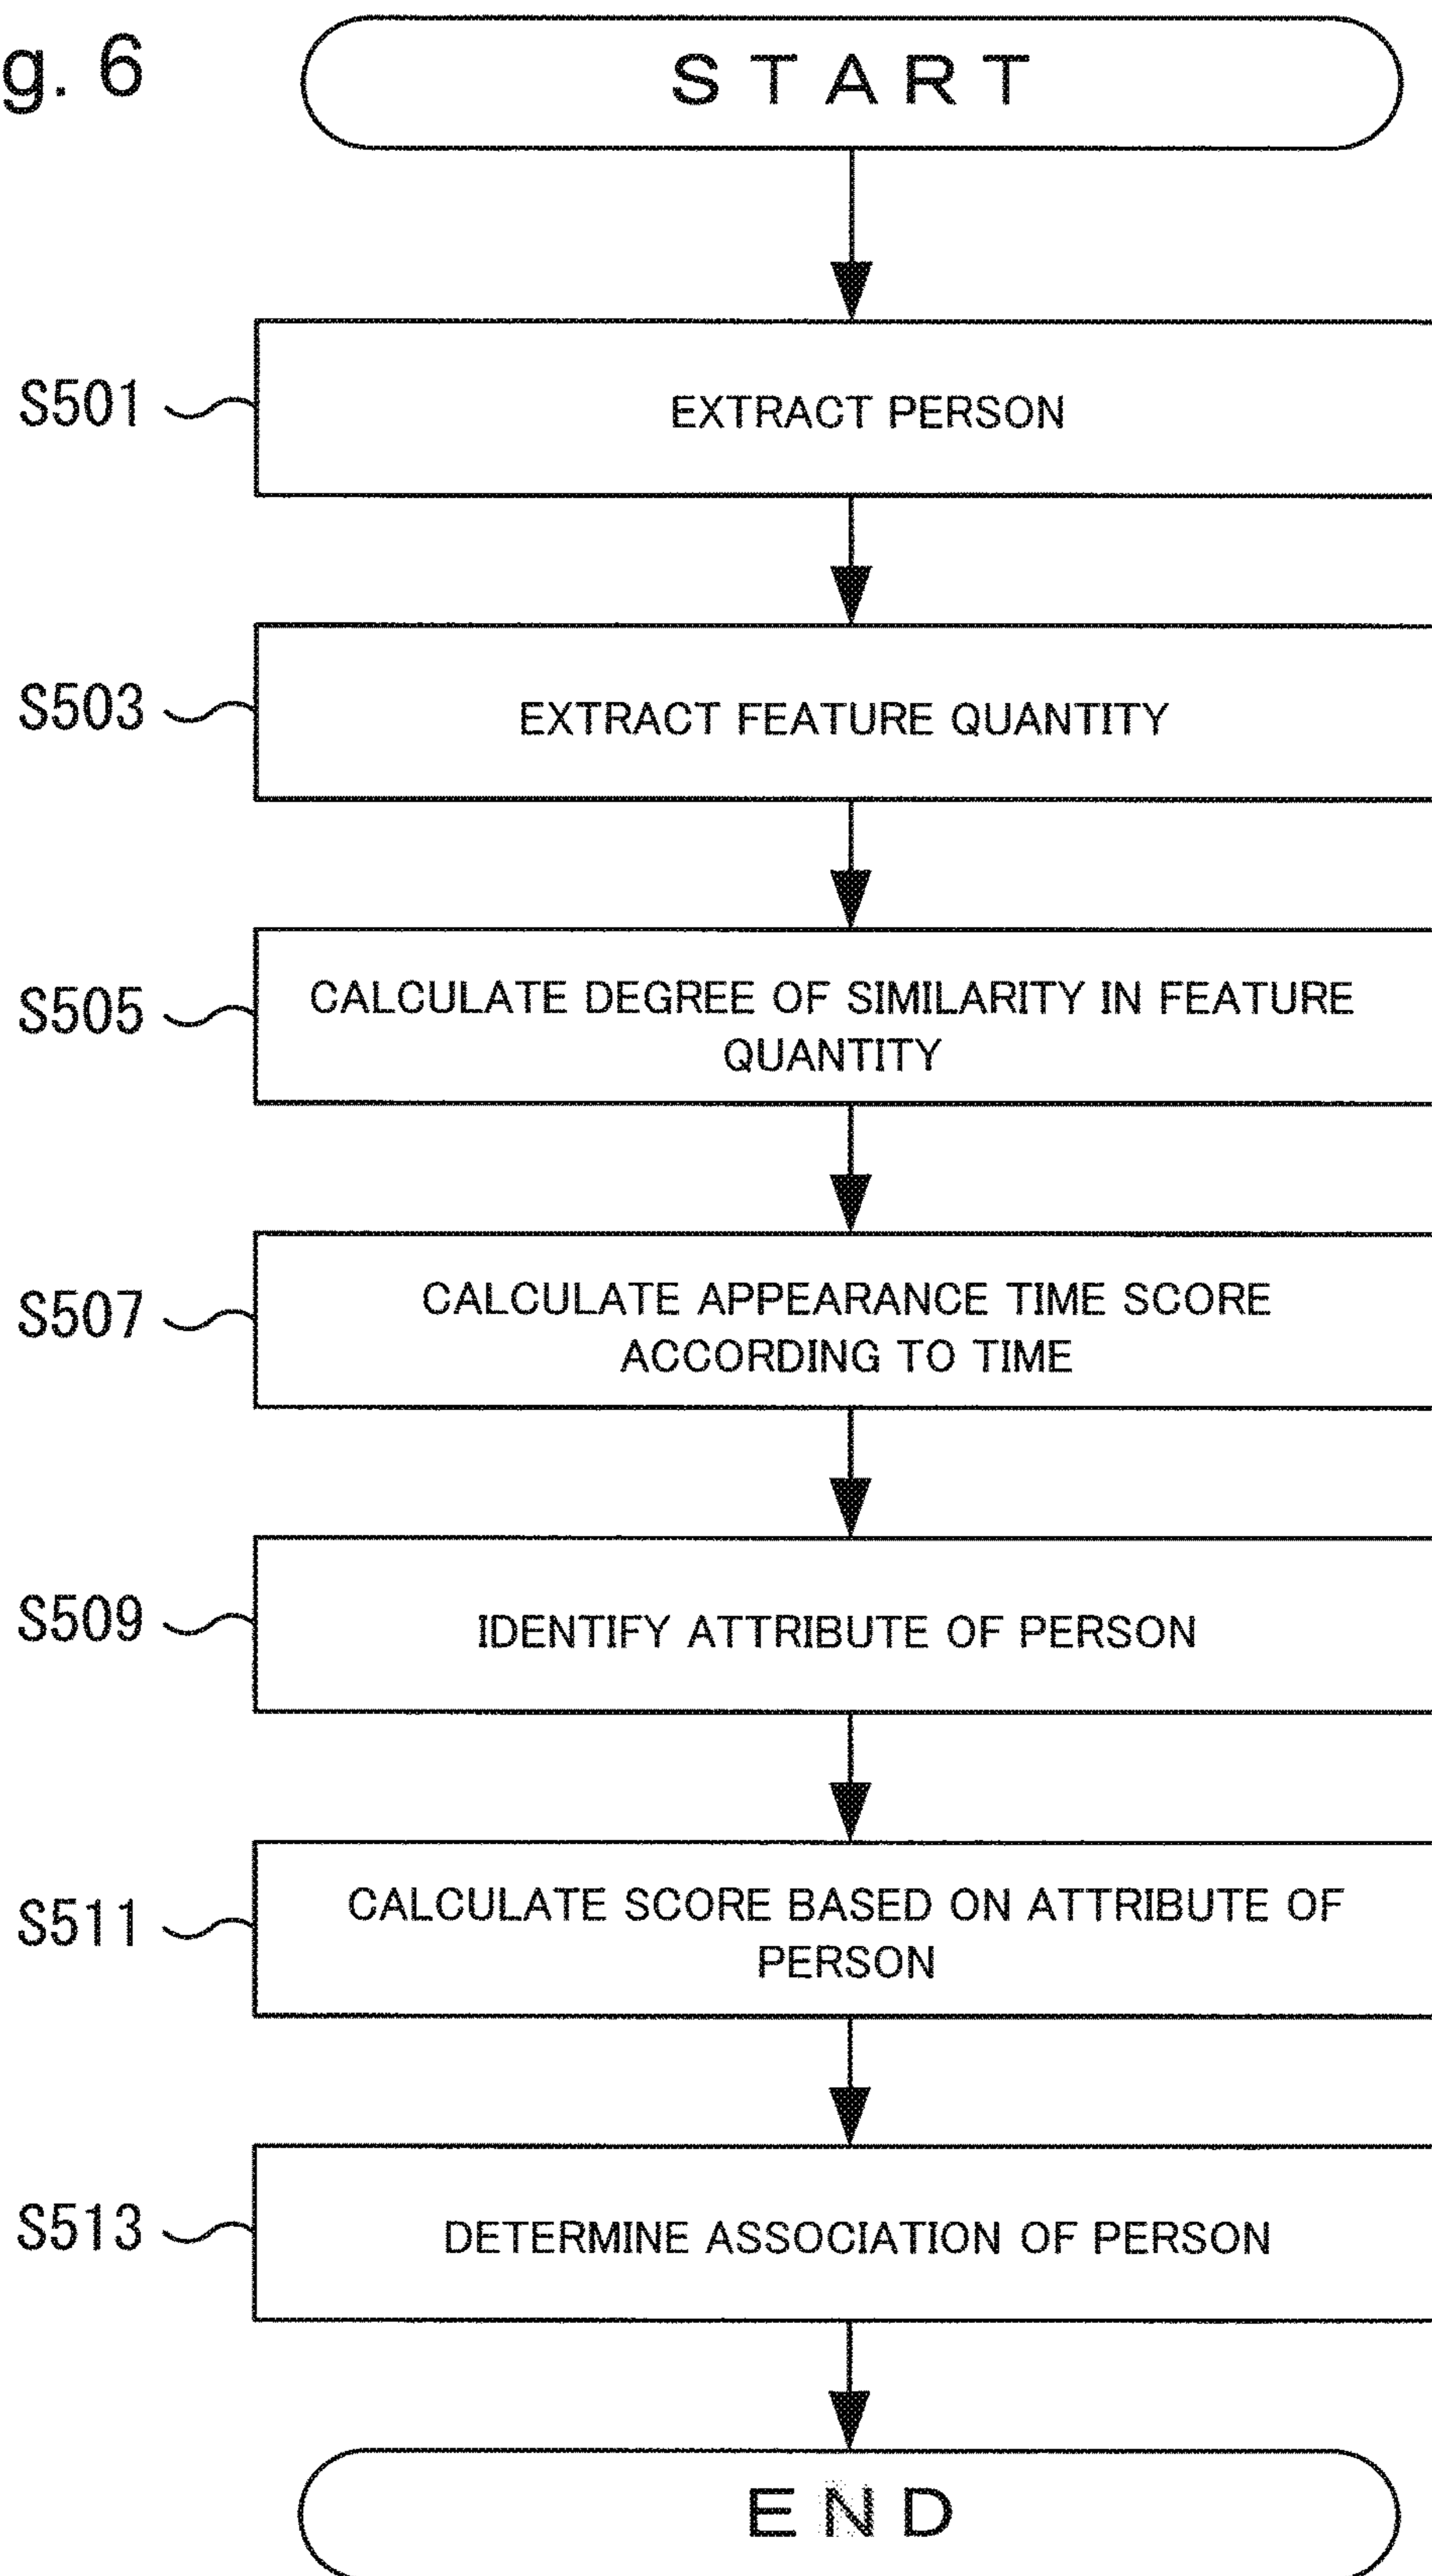 g. 6
START
S501
EXTRACT PERSON
S503
EXTRACT FEATURE QUANTITY
S505
CALCULATE DEGREE OF SIMILARITY IN FEATURE
QUANTITY
S507
CALCULATE APPEARANCE TIME SCORE
ACCORDING TO TIME
S509
IDENTIFY ATTRIBUTE OF PERSON
S511
CALCULATE SCORE BASED ON ATTRIBUTE OF
PERSON
S513
DETERMINE ASSOCIATION OF PERSON
END